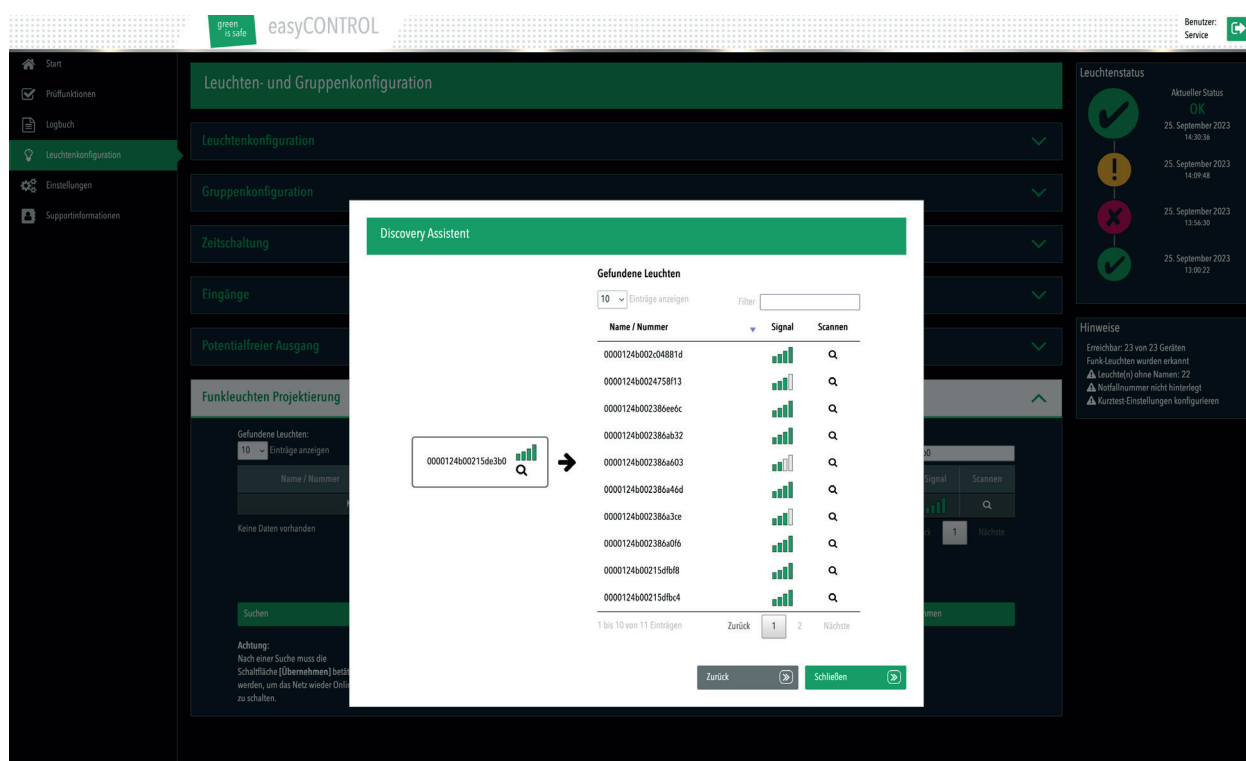 green
is safe
easyCONTROL
Benutzer:
Service
Start
Prüffunktionen
Logbuch
Leuchtenkonfiguration
Einstellungen
Supportinformationen
Leuchten- und Gruppenkonfiguration
Leuchtenkonfiguration
Gruppenkonfiguration
Zeitschaltung
Eingänge
Potentialfreier Ausgang
Funkleuchten Projektierung
Gefundene Leuchten:
10 Einträge anzeigen
Name / Nummer
Keine Daten vorhanden
Suchen
Achtung:
Nach einer Suche muss die
Schaltfläche [Übernehmen]
werden, um das Netz wieder
zu schalten.
Discovery Assistent
0000124b00215de3b0
Gefundene Leuchten
10 Einträge anzeigen Filter
Name / Nummer Signal Scannen
0000124b002c04881d
0000124b0024758f13
0000124b002386ee6c
0000124b002386ab32
0000124b002386a603
0000124b002386a46d
0000124b002386a3ce
0000124b002386a0f6
0000124b00215dfbf8
0000124b00215dfbc4
1 bis 10 von 11 Einträgen Zurück 1 2 Nächste
Zurück
Schließen
Signal Scannen
1 Nächste
Leuchtenstatus
Aktueller Status
OK
25. September 2023
14:30:36
25. September 2023
14:09:48
25. September 2023
13:56:30
25. September 2023
13:00:22
Hinweise
Erreichbar: 23 von 23 Geräten
Funk-Leuchten wurden erkannt
Leuchte(n) ohne Namen: 22
Notfallnummer nicht hinterlegt
Kurztest-Einstellungen konfigurieren